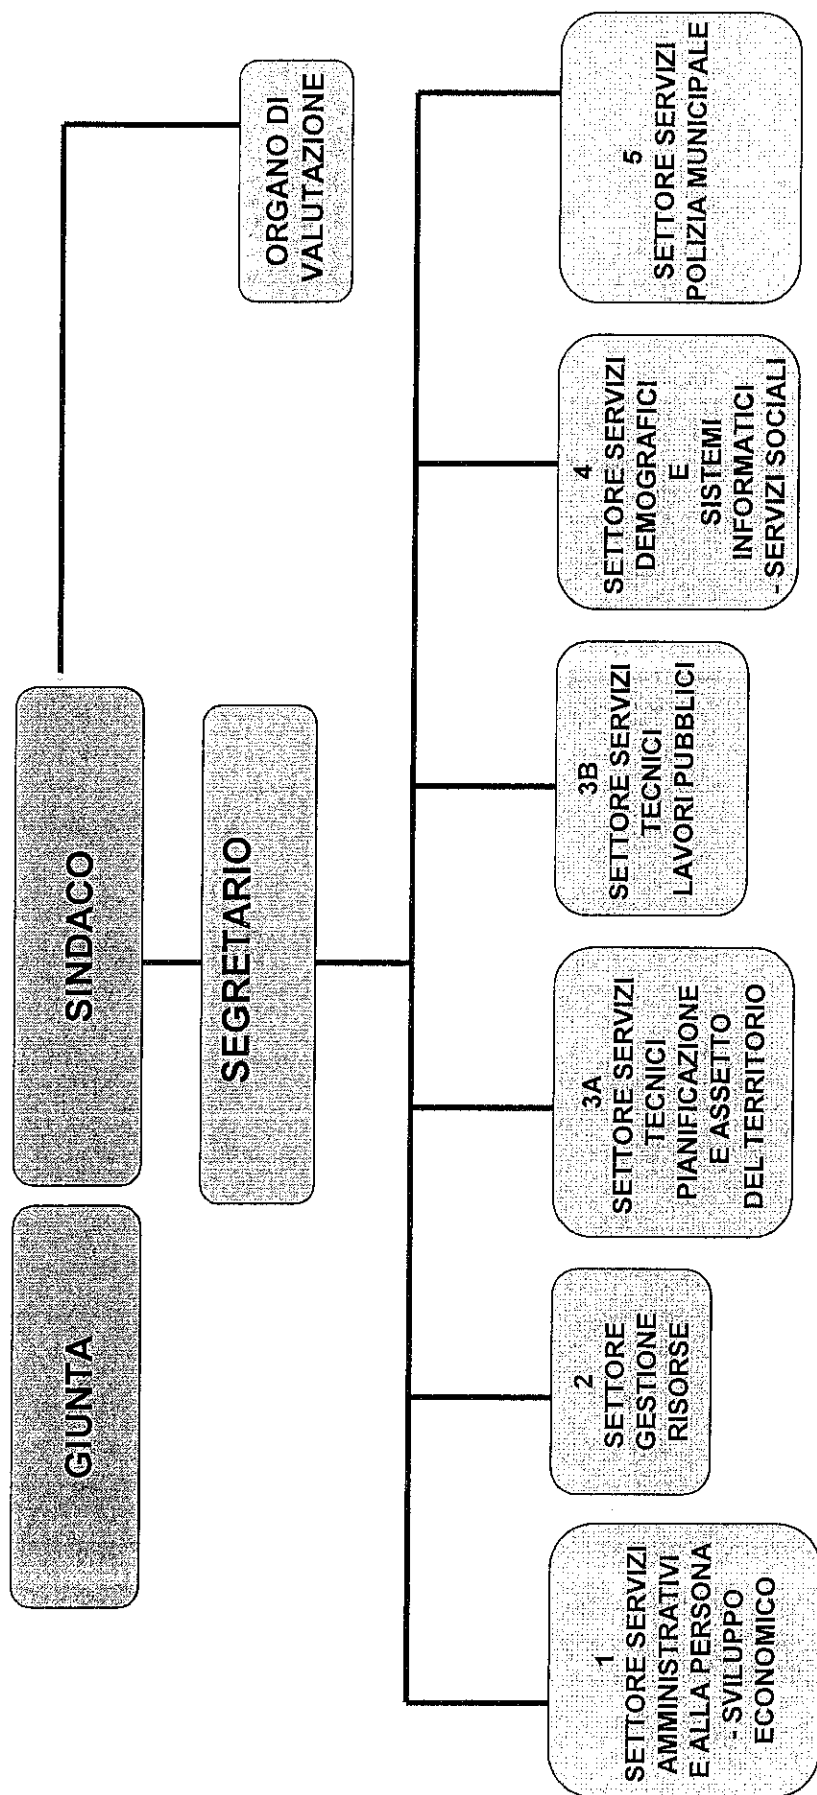 GIUNTA
SINDACO
SEGRETARIO
ORGANO DI
VALUTAZIONE
1
SETTORE SERVIZI
AMMINISTRATIVI
E ALLA PERSONA
- SVILUPPO
ECONOMICO
2
SETTORE
GESTIONE
RISORSE
3A
SETTORE SERVIZI
TECNICI
PIANIFICAZIONE
E ASSETTO
DEL TERRITORIO
3B
SETTORE SERVIZI
TECNICI
LAVORI PUBBLICI
4
SETTORE SERVIZI
DEMOGRAFICI
E
SISTEMI
INFORMATICI
- SERVIZI SOCIALI
5
SETTORE SERVIZI
POLIZIA MUNICIPALE